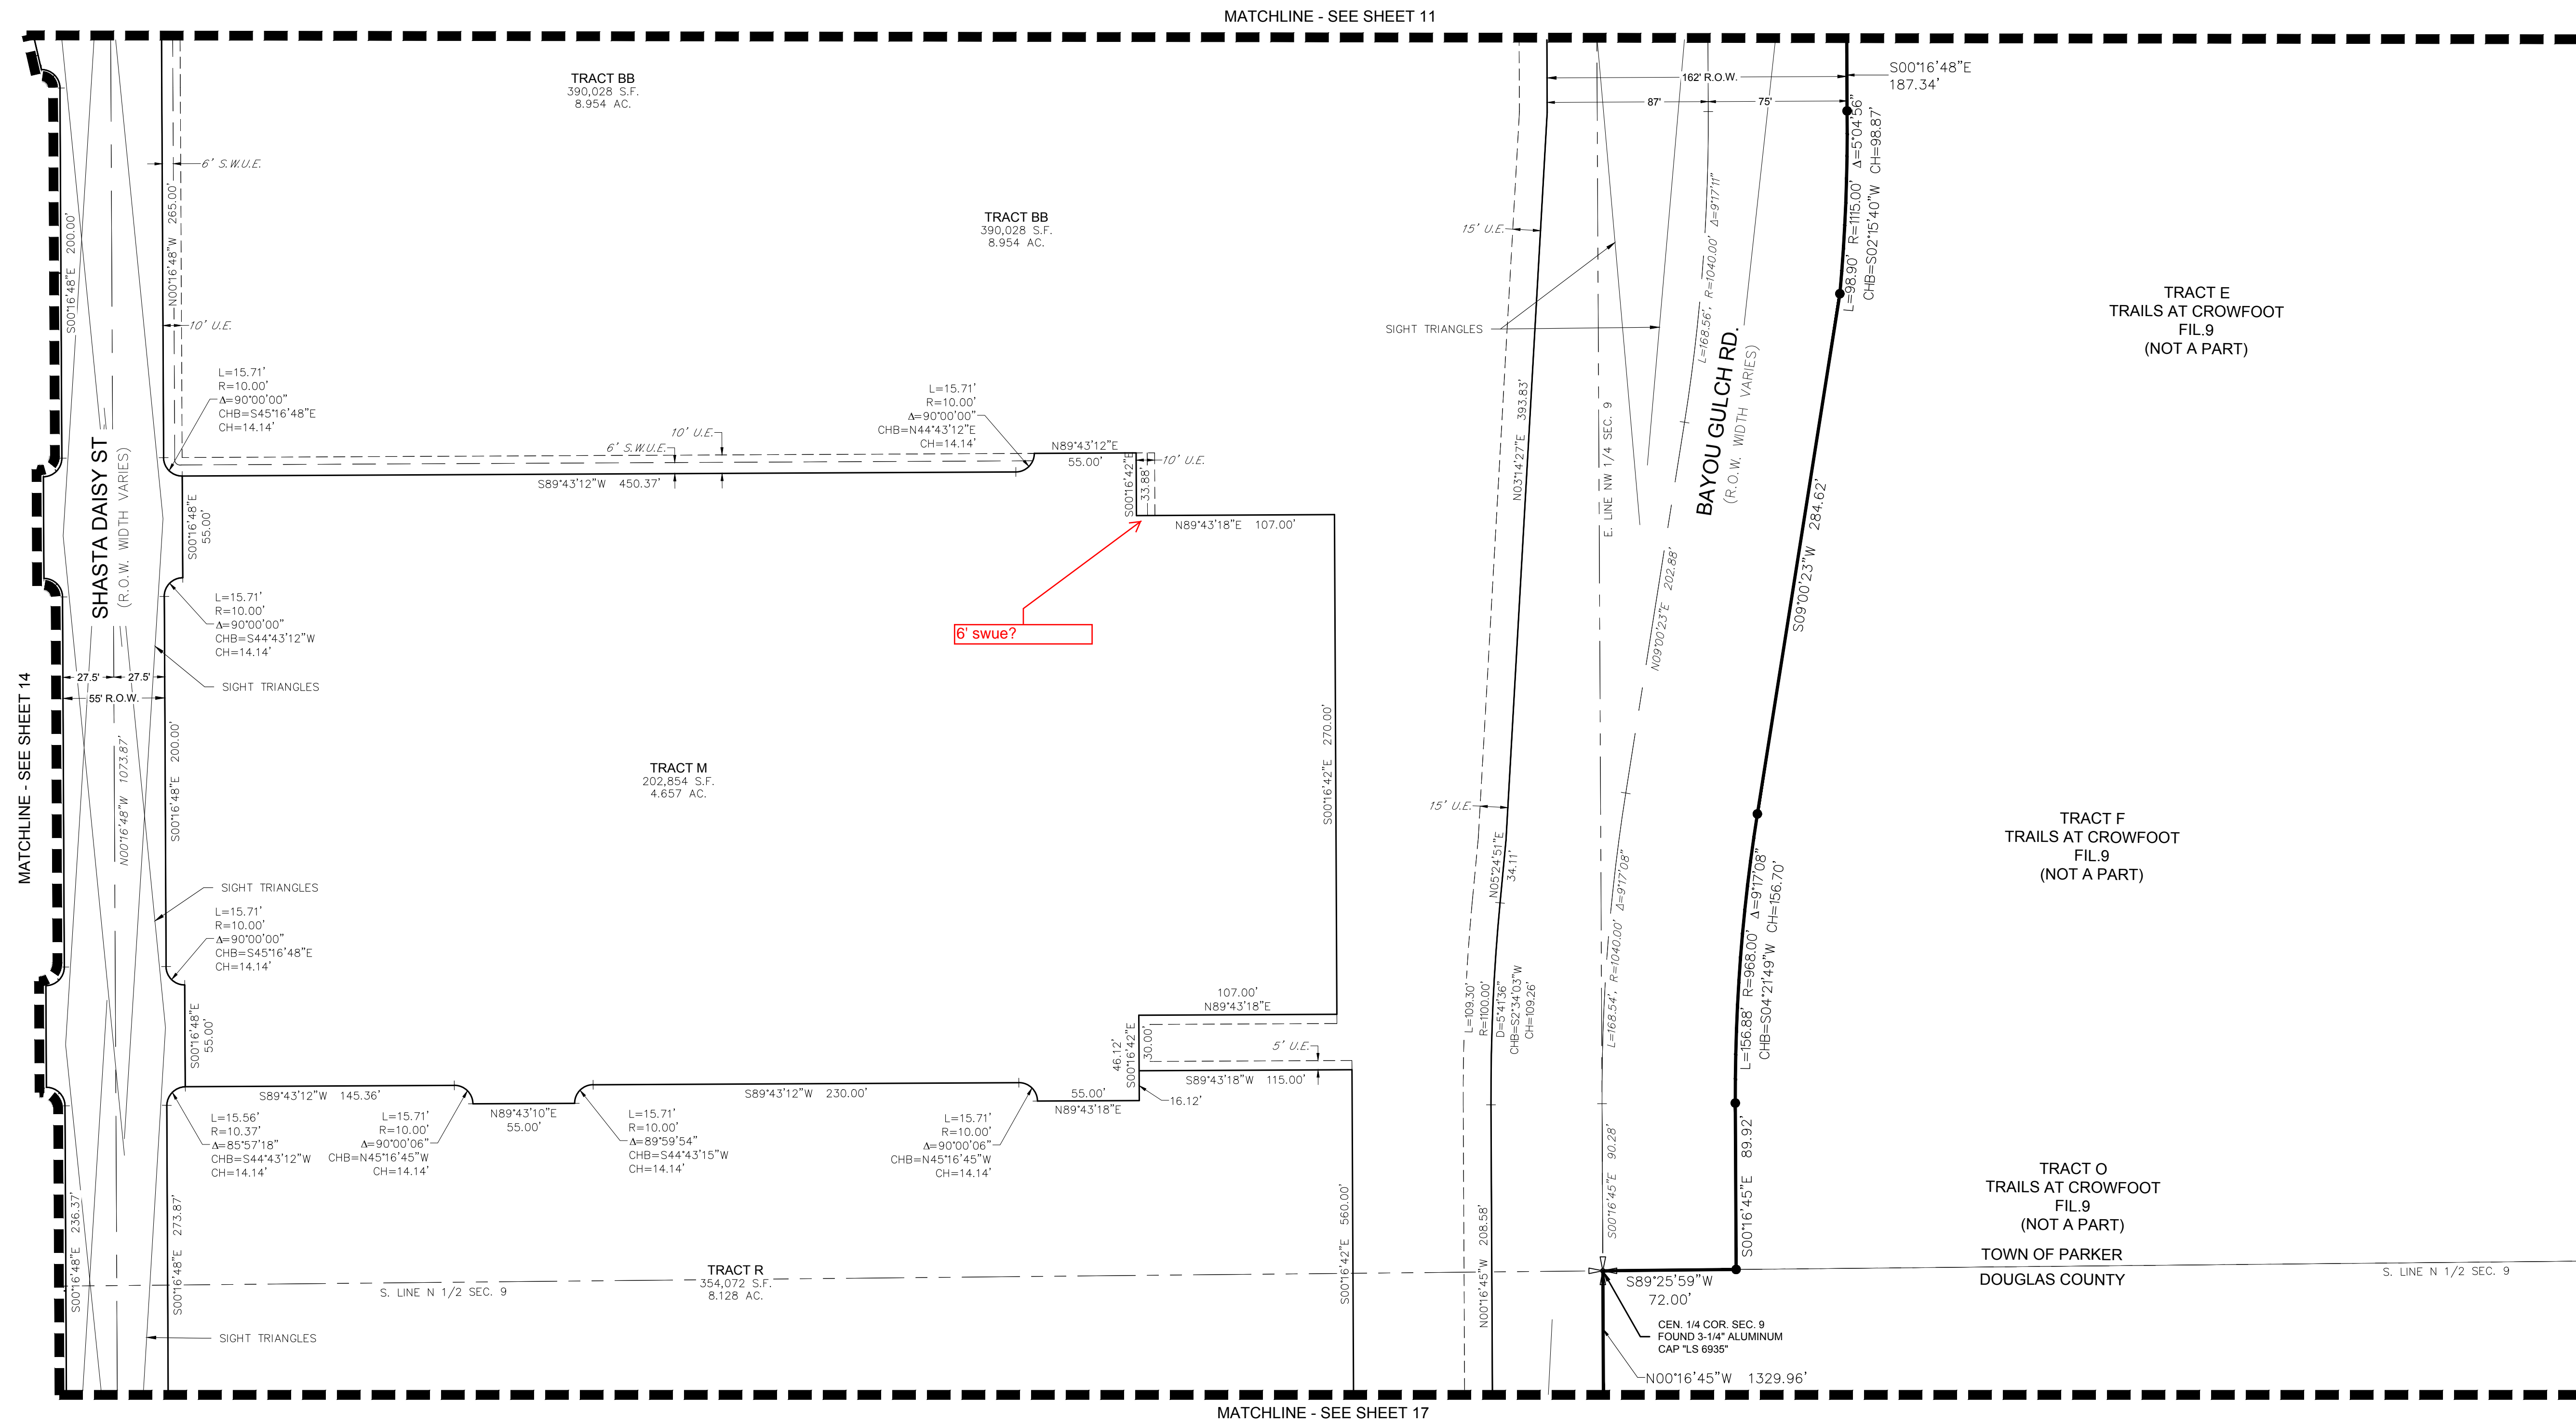 MATCHLINE - SEE SHEET 11
TRACT BB
390,028 S.F.
8.954 AC.
TRACT BB
390,028 S.F.
8.954 AC.
162' R.O.W.
87'
75'
S00°16'48"E
187.34'
L=98.90' R=1115.00' Δ=5°04'56"
CHB=S02°15'40"W CH=98.87'
6' S.W.U.E.
N00°16'48"W 265.00'
S00°16'48"E 200.00'
10' U.E.
15' U.E.
SIGHT TRIANGLES
L=168.56', R=1040.00' Δ=9°17'11"
TRACT E
TRAILS AT CROWFOOT
FIL.9
(NOT A PART)
L=15.71'
R=10.00'
Δ=90°00'00"
CHB=S45°16'48"E
CH=14.14'
L=15.71'
R=10.00'
Δ=90°00'00"
CHB=N44°43'12"E
CH=14.14'
10' U.E.
6' S.W.U.E.
N89°43'12"E
55.00'
S00°16'42"E
33.88'
10' U.E.
S89°43'12"W 450.37'
N89°43'18"E 107.00'
N03°14'27"E 393.83'
E. LINE NW 1/4 SEC. 9
BAYOU GULCH RD.
(R.O.W. WIDTH VARIES)
S09°00'23"W 284.62'
N09°00'23"E 202.88'
SHASTA DAISY ST
(R.O.W. WIDTH VARIES)
S00°16'48"E
55.00'
6' swue?
L=15.71'
R=10.00'
Δ=90°00'00"
CHB=S44°43'12"W
CH=14.14'
27.5'
27.5'
55' R.O.W.
SIGHT TRIANGLES
MATCHLINE - SEE SHEET 14
N00°16'48"W 1073.87'
S00°16'48"E 200.00'
TRACT M
202,854 S.F.
4.657 AC.
S00°16'42"E 270.00'
15' U.E.
N05°24'51"E
34.11'
L=168.54', R=1040.00' Δ=9°17'08"
TRACT F
TRAILS AT CROWFOOT
FIL.9
(NOT A PART)
L=156.88' R=968.00' Δ=9°17'08"
CHB=S04°21'49"W CH=156.70'
SIGHT TRIANGLES
L=15.71'
R=10.00'
Δ=90°00'00"
CHB=S45°16'48"E
CH=14.14'
S00°16'48"E
55.00'
107.00'
N89°43'18"E
46.12'
S00°16'42"E
30.00'
5' U.E.
S89°43'18"W 115.00'
16.12'
L=109.30'
R=1100.00'
D=5°41'36"
CHB=S2°34'03"W
CH=109.26'
S89°43'12"W 145.36'
N89°43'10"E
55.00'
S89°43'12"W 230.00'
55.00'
N89°43'18"E
L=15.56'
R=10.37'
Δ=85°57'18"
CHB=S44°43'12"W
CH=14.14'
L=15.71'
R=10.00'
Δ=90°00'06"
CHB=N45°16'45"W
CH=14.14'
L=15.71'
R=10.00'
Δ=89°59'54"
CHB=S44°43'15"W
CH=14.14'
L=15.71'
R=10.00'
Δ=90°00'06"
CHB=N45°16'45"W
CH=14.14'
S00°16'45"E 90.28'
S00°16'45"E 89.92'
S00°16'48"E 236.37'
S00°16'48"E 273.87'
S00°16'42"E 560.00'
N00°16'45"W 208.58'
TRACT O
TRAILS AT CROWFOOT
FIL.9
(NOT A PART)
TOWN OF PARKER
DOUGLAS COUNTY
S. LINE N 1/2 SEC. 9
TRACT R
354,072 S.F.
8.128 AC.
S. LINE N 1/2 SEC. 9
S89°25'59"W
72.00'
CEN. 1/4 COR. SEC. 9
FOUND 3-1/4" ALUMINUM
CAP "LS 6935"
SIGHT TRIANGLES
N00°16'45"W 1329.96'
MATCHLINE - SEE SHEET 17